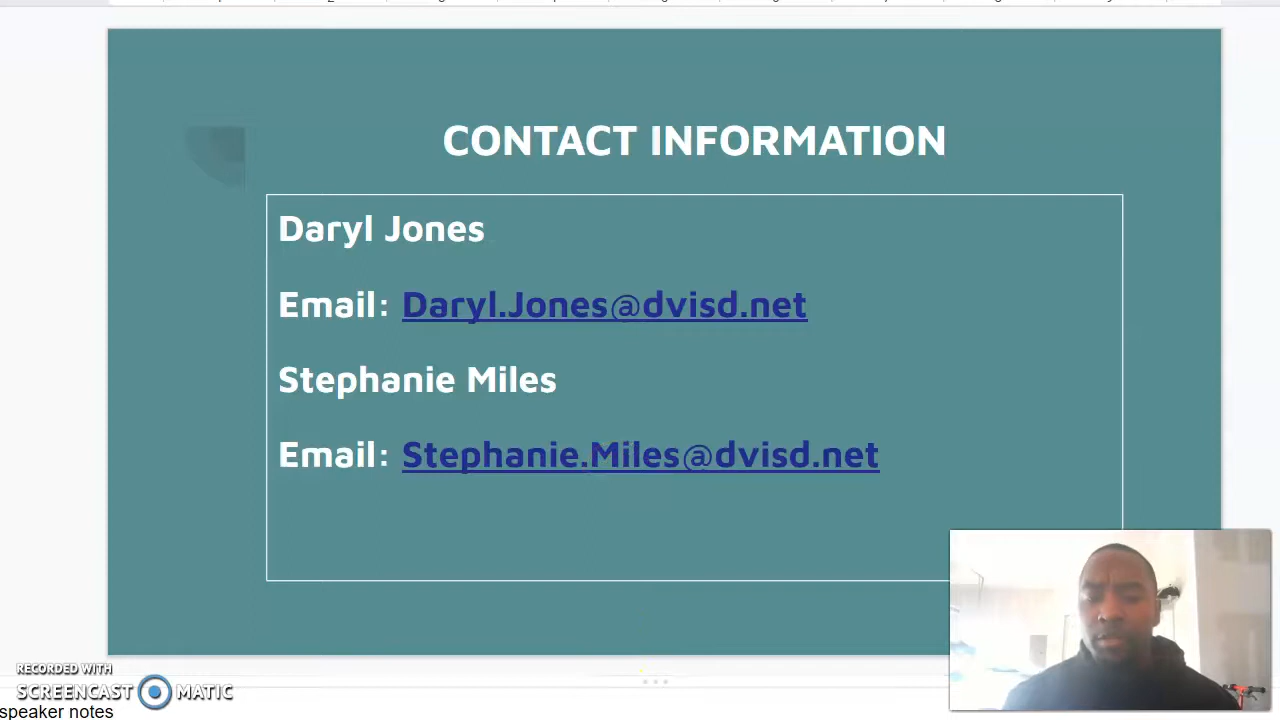 CONTACT INFORMATION
Daryl Jones
Email: Daryl.Jones@dvisd.net
Stephanie Miles
Email: Stephanie.Miles@dvisd.net
RECORDED WITH
SCREENCAST MATIC
speaker notes